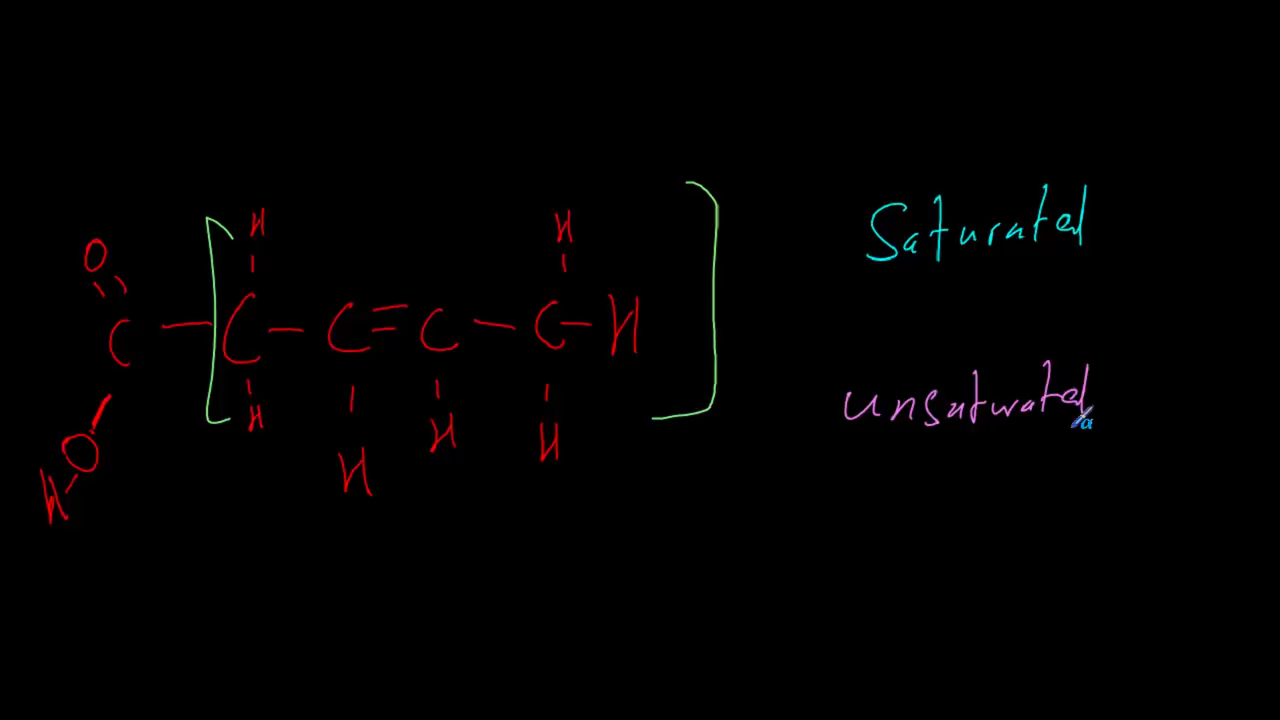 H H
O
C - C - C = C - C - H
H H H H
O
H
Saturated
unsaturated